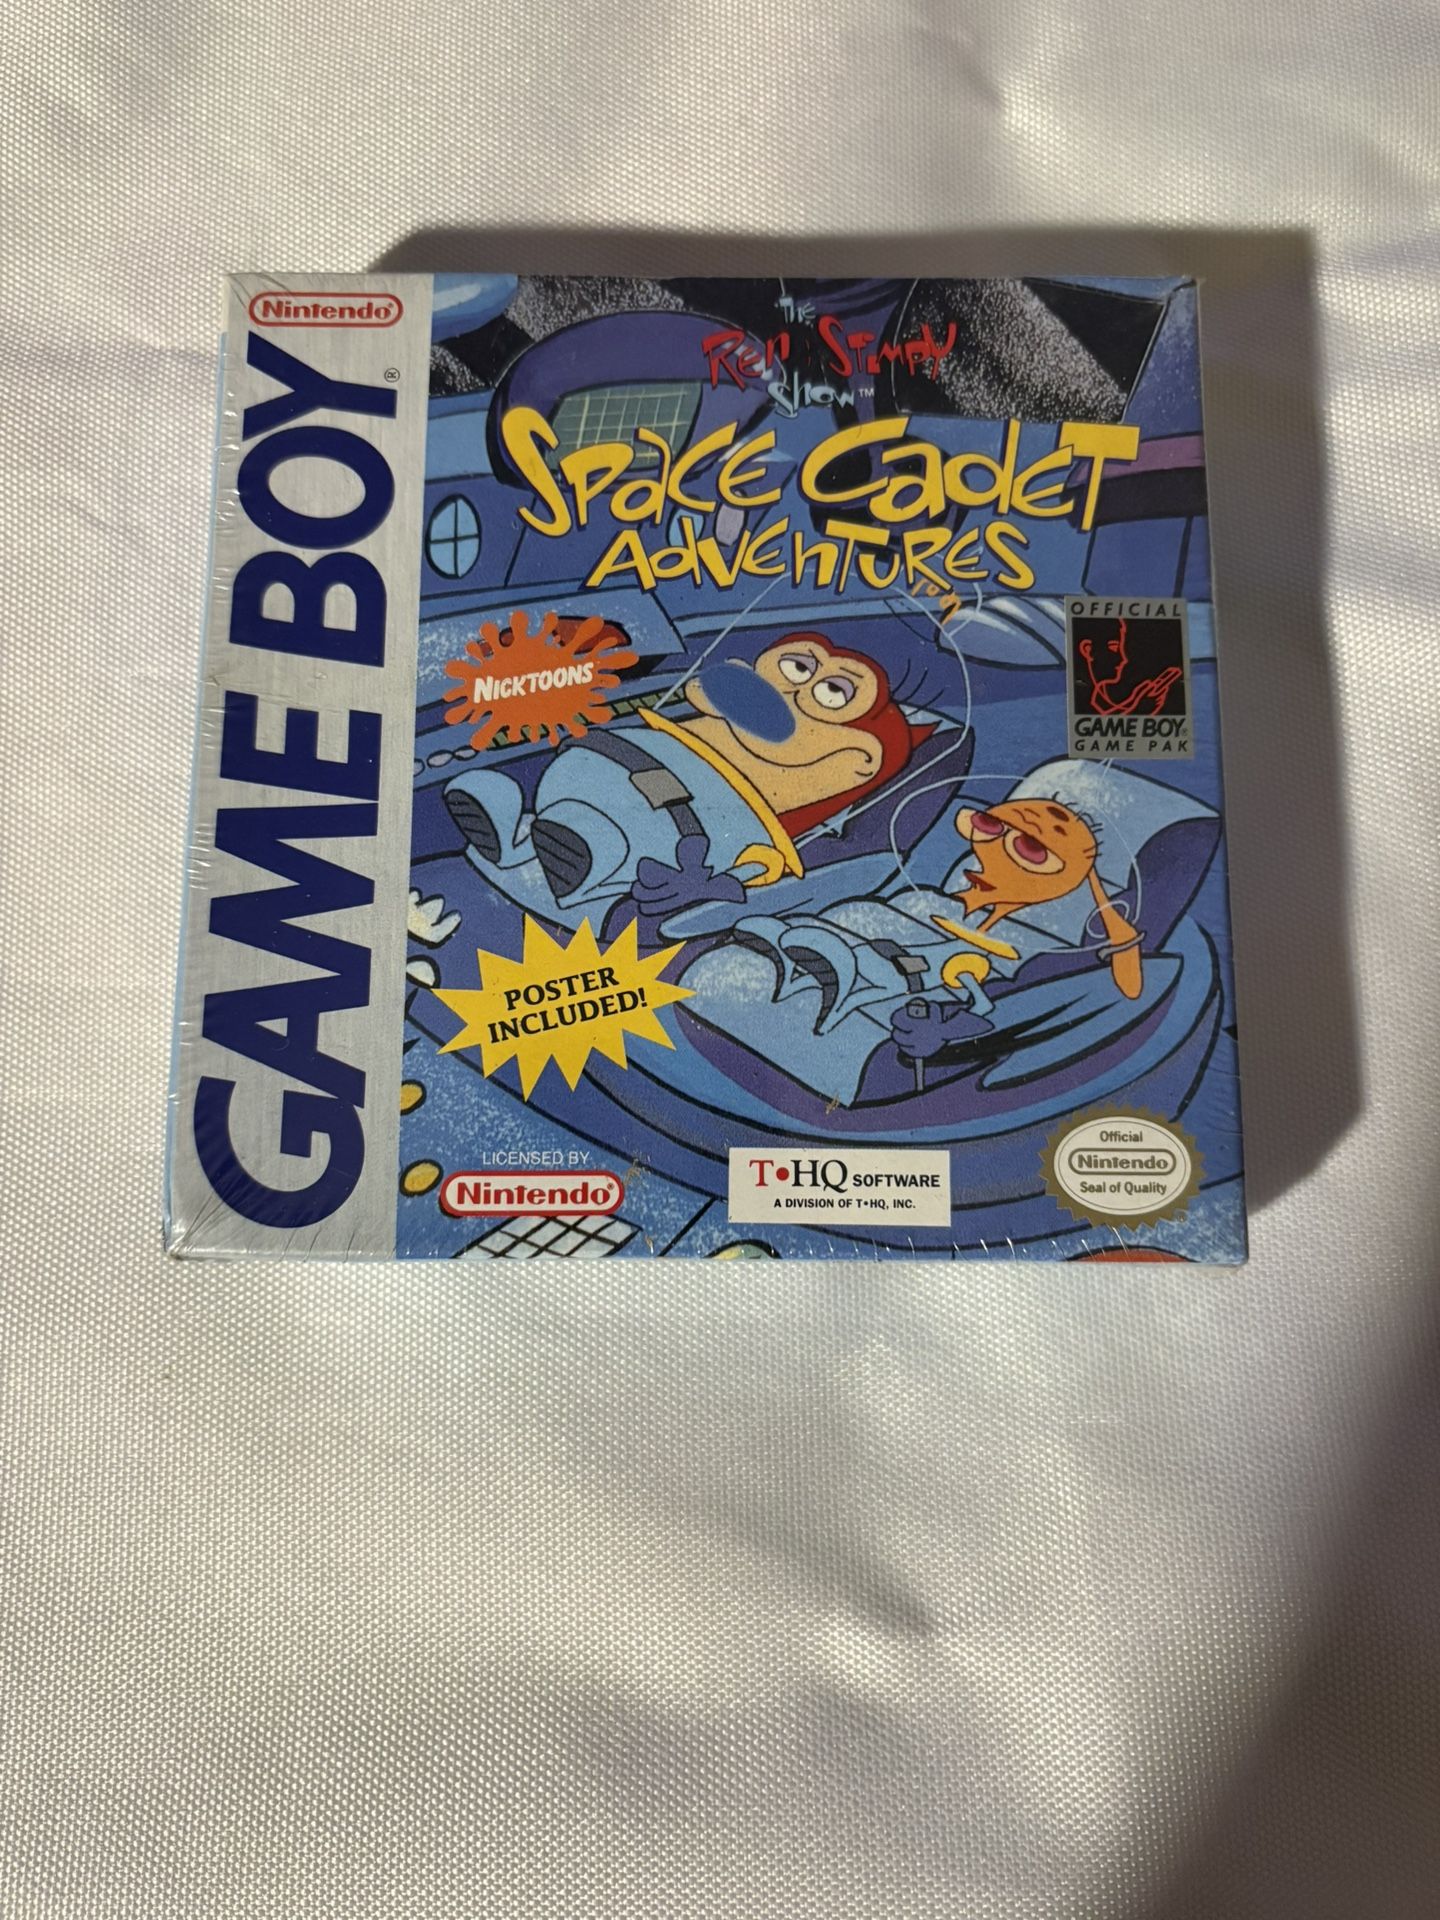 Nintendo®
GAME BOY®
The
Ren & Stimpy
Show™
Space Cadet
Adventures
NICKTOONS
OFFICIAL
GAME BOY®
GAME PAK
POSTER
INCLUDED!
LICENSED BY
Nintendo®
T•HQ SOFTWARE
A DIVISION OF T•HQ, INC.
Official
Nintendo
Seal of Quality